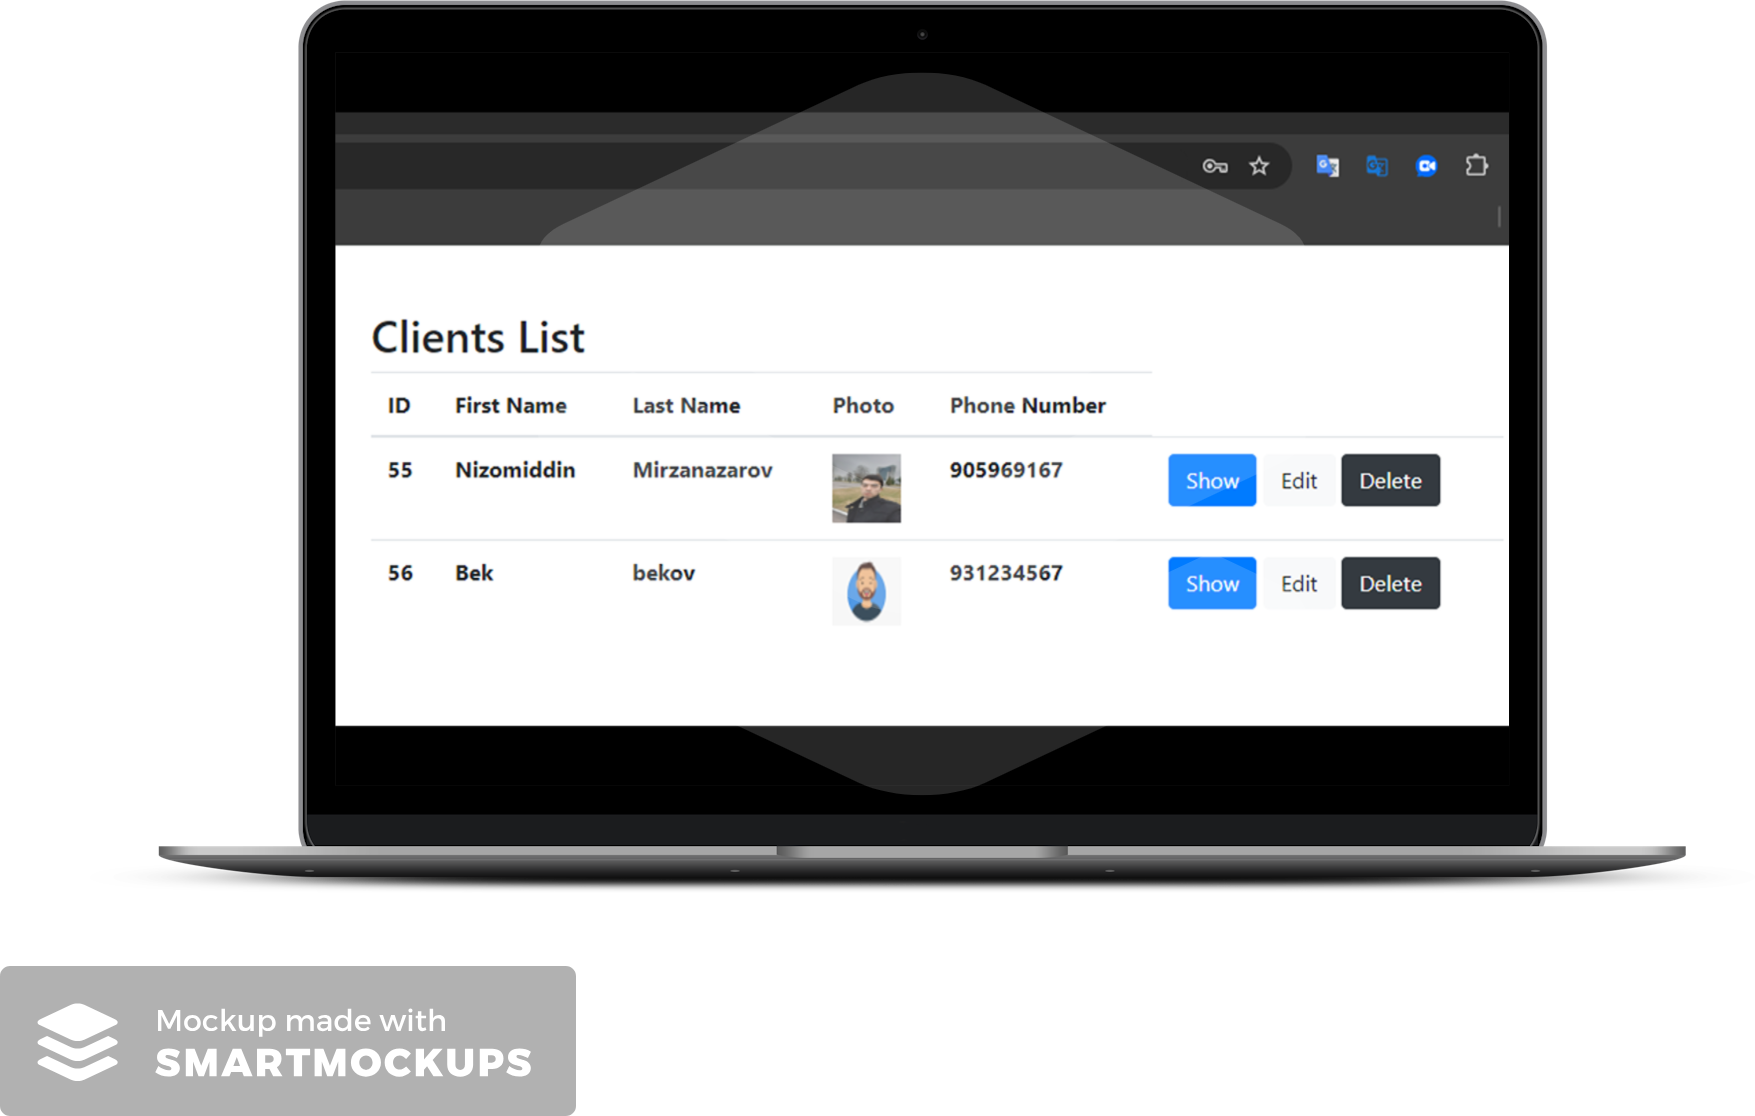 Clients List
ID First Name Last Name Photo Phone Number
55 Nizomiddin Mirzanazarov 905969167 Show Edit Delete
56 Bek bekov 931234567 Show Edit Delete
Mockup made with
SMARTMOCKUPS